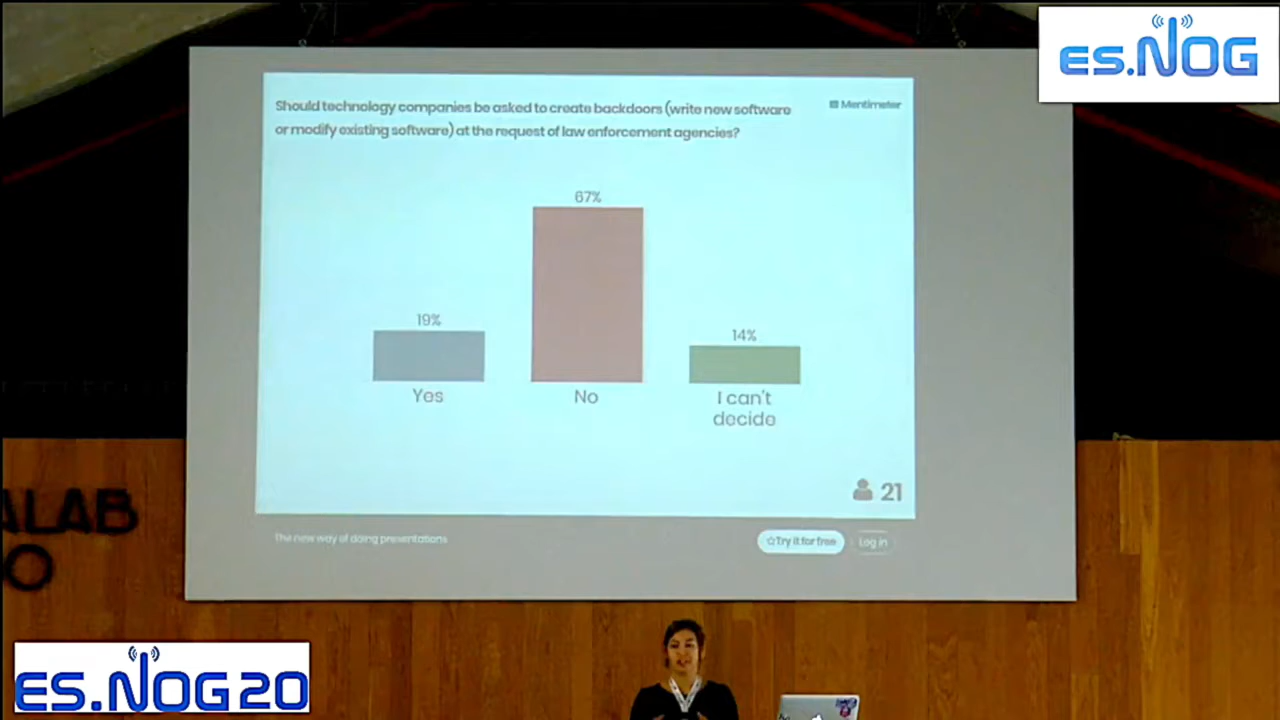 es.NOG
Should technology companies be asked to create backdoors (write new software
or modify existing software) at the request of law enforcement agencies?
Mentimeter
67%
19%
14%
Yes
No
I can't
decide
21
The new way of doing presentations
Try it for free
Log in
ALAB
O
ES.NOG20